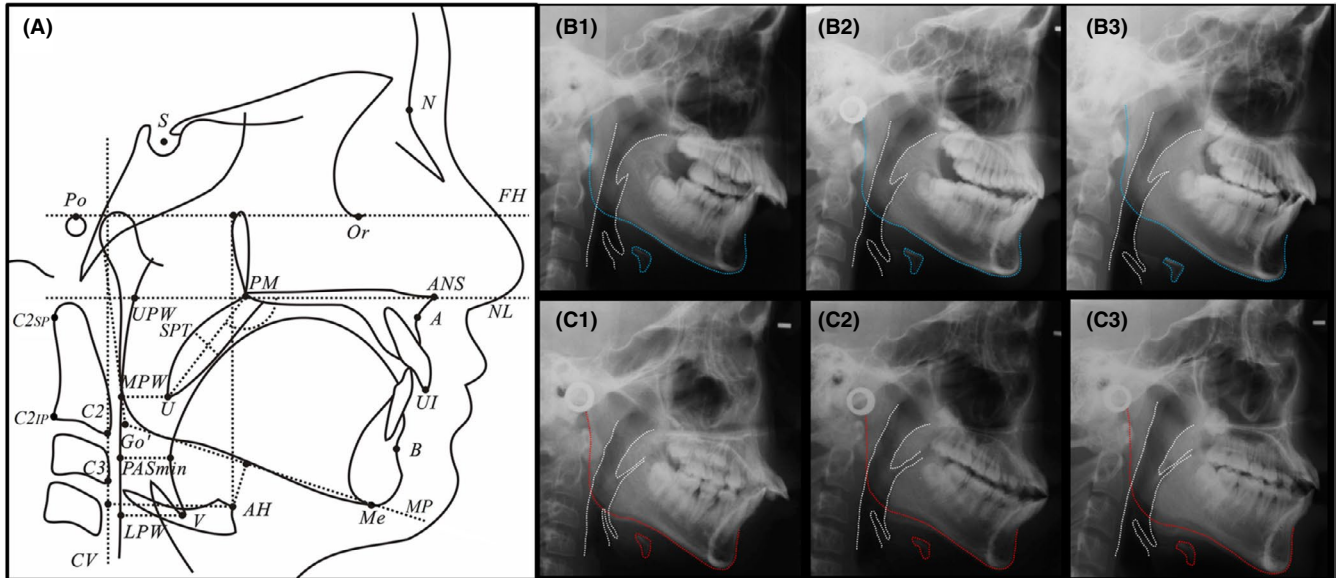 (A)
N
S
Po
FH
Or
PM
ANS
NL
C2SP
UPW
SPT
A
MPW
U
UI
C2IP
C2
Go'
B
C3
PASmin
AH
V
Me
MP
LPW
CV
(B1)
(B2)
(B3)
(C1)
(C2)
(C3)